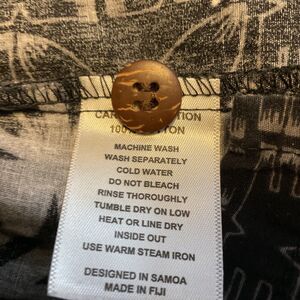 100%
MACHINE WASH
WASH SEPARATELY
COLD WATER
DO NOT BLEACH
RINSE THOROUGHLY
TUMBLE DRY ON LOW
HEAT OR LINE DRY
INSIDE OUT
USE WARM STEAM IRON
DESIGNED IN SAMOA
MADE IN FIJI